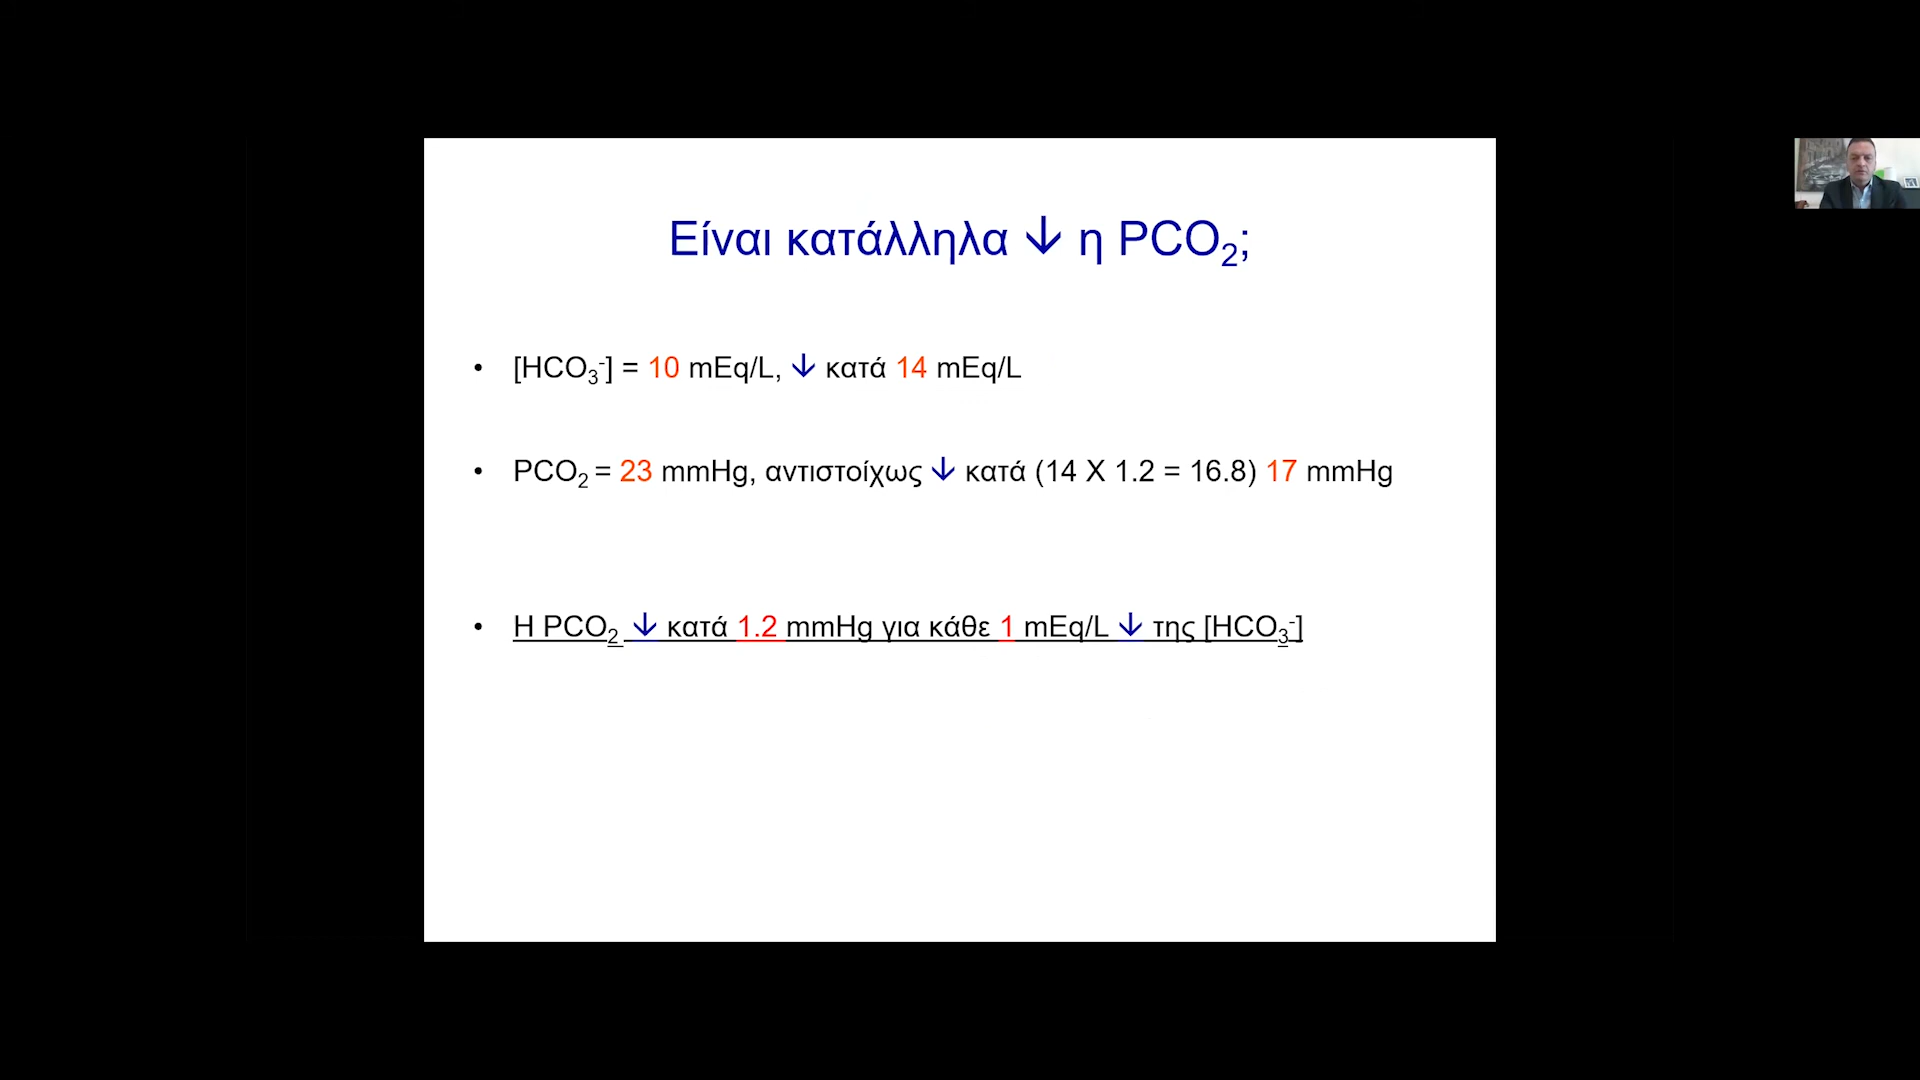 Είναι κατάλληλα ↓ η PCO₂;
• [HCO₃⁻] = 10 mEq/L, ↓ κατά 14 mEq/L
• PCO₂ = 23 mmHg, αντιστοίχως ↓ κατά (14 X 1.2 = 16.8) 17 mmHg
• Η PCO₂ ↓ κατά 1.2 mmHg για κάθε 1 mEq/L ↓ της [HCO₃⁻]